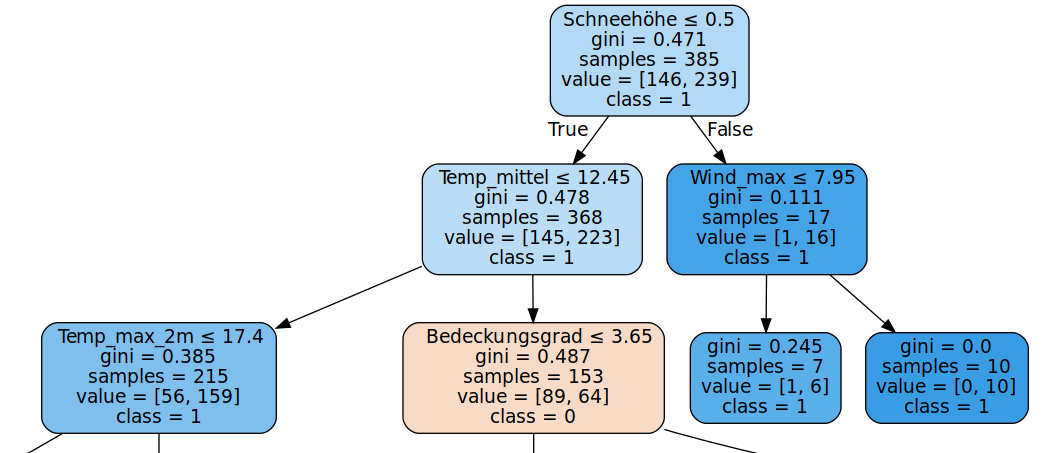 Schneehöhe ≤ 0.5
gini = 0.471
samples = 385
value = [146, 239]
class = 1
True
False
Temp_mittel ≤ 12.45
gini = 0.478
samples = 368
value = [145, 223]
class = 1
Wind_max ≤ 7.95
gini = 0.111
samples = 17
value = [1, 16]
class = 1
Temp_max_2m ≤ 17.4
gini = 0.385
samples = 215
value = [56, 159]
class = 1
Bedeckungsgrad ≤ 3.65
gini = 0.487
samples = 153
value = [89, 64]
class = 0
gini = 0.245
samples = 7
value = [1, 6]
class = 1
gini = 0.0
samples = 10
value = [0, 10]
class = 1